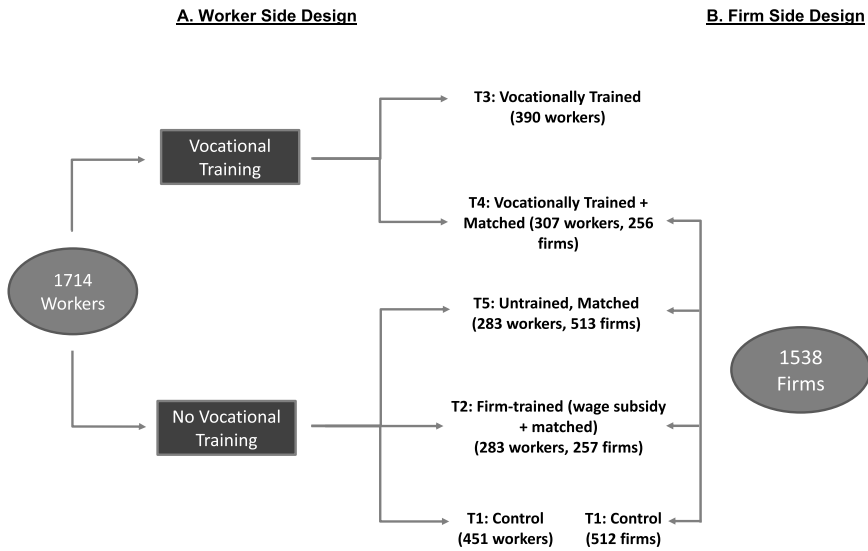 A. Worker Side Design
B. Firm Side Design
T3: Vocationally Trained
(390 workers)
Vocational
Training
T4: Vocationally Trained +
Matched (307 workers, 256
firms)
1714
Workers
T5: Untrained, Matched
(283 workers, 513 firms)
1538
Firms
No Vocational
Training
T2: Firm-trained (wage subsidy
+ matched)
(283 workers, 257 firms)
T1: Control
(451 workers)
T1: Control
(512 firms)